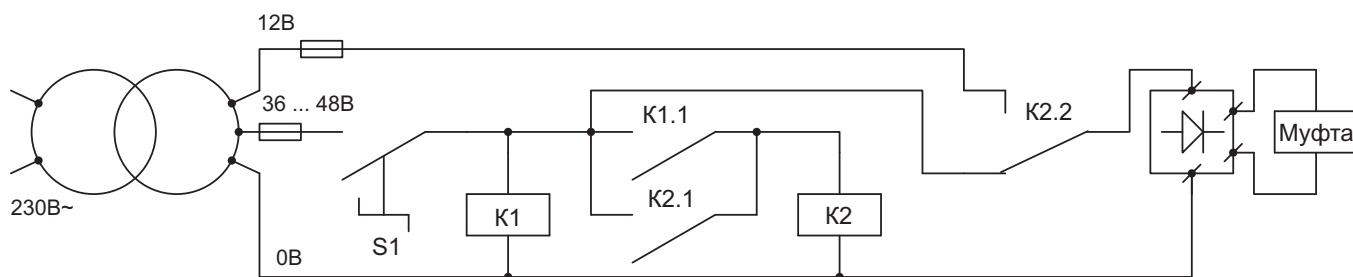 12В
36 ... 48В
230В~
0В
S1
К1
К1.1
К2.1
К2
К2.2
Муфта